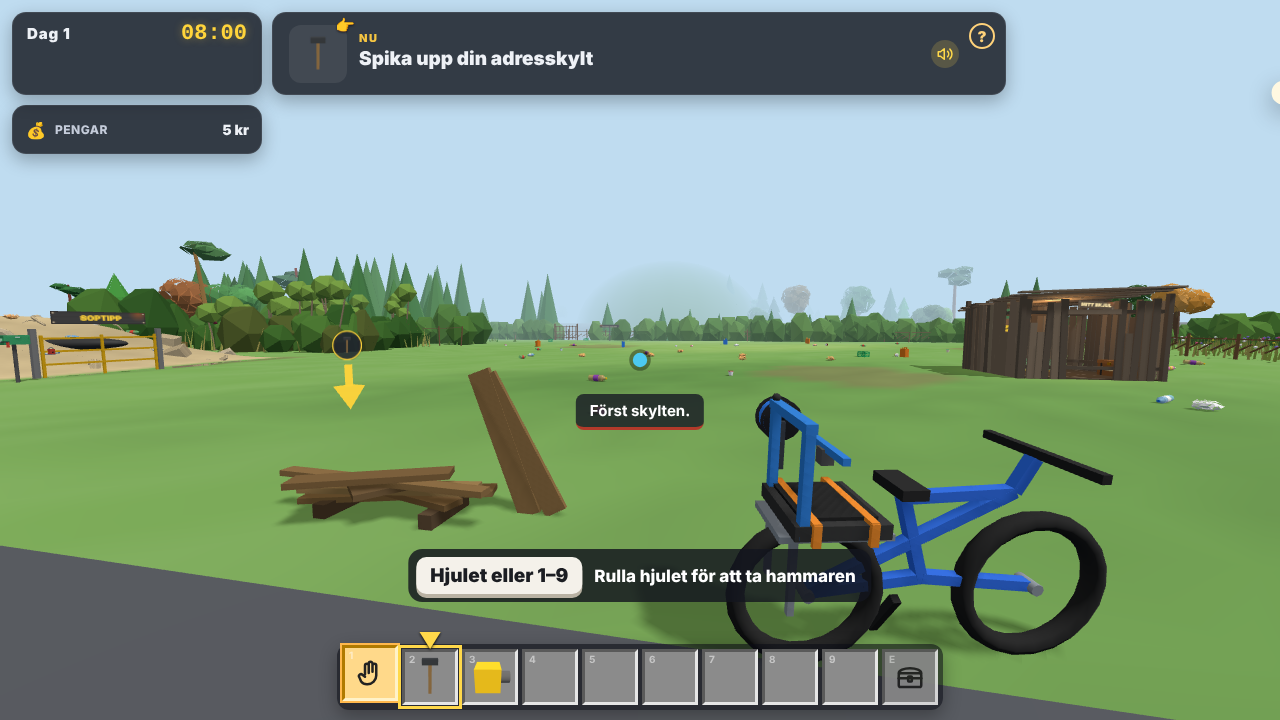 Dag 1
08:00
NU
Spika upp din adresskylt
?
PENGAR
5 kr
SOPTIPP
Först skylten.
Hjulet eller 1–9
Rulla hjulet för att ta hammaren
1
2
3
4
5
6
7
8
9
E